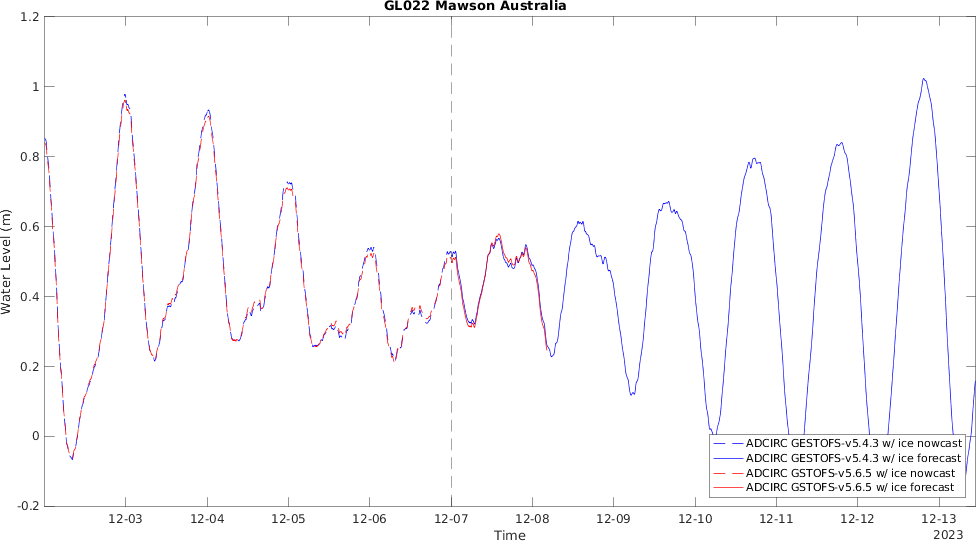 GL022 Mawson Australia
1.2
1
0.8
0.6
0.4
0.2
0
-0.2
Water Level (m)
12-03 12-04 12-05 12-06 12-07 12-08 12-09 12-10 12-11 12-12 12-13
Time
2023
ADCIRC GESTOFS-v5.4.3 w/ ice nowcast
ADCIRC GESTOFS-v5.4.3 w/ ice forecast
ADCIRC GSTOFS-v5.6.5 w/ ice nowcast
ADCIRC GSTOFS-v5.6.5 w/ ice forecast